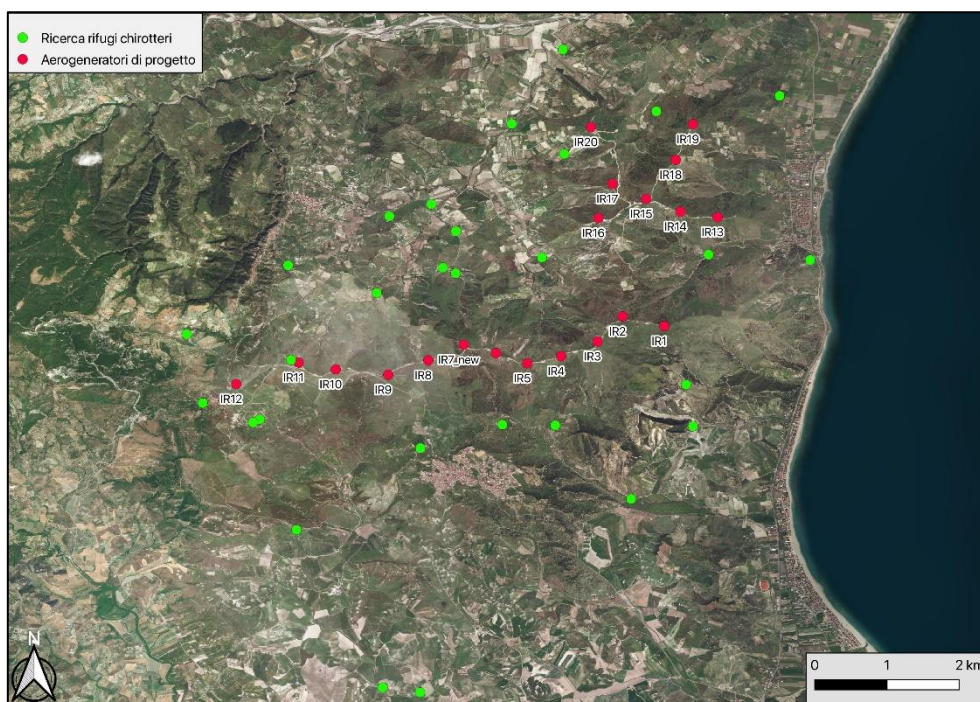 Ricerca rifugi chirotteri
Aerogeneratori di progetto
IR20
IR19
IR18
IR17
IR15
IR16
IR14
IR13
IR2
IR1
IR3
IR7_new
IR8
IR5
IR4
IR11
IR10
IR9
IR12
N
0 1 2 km